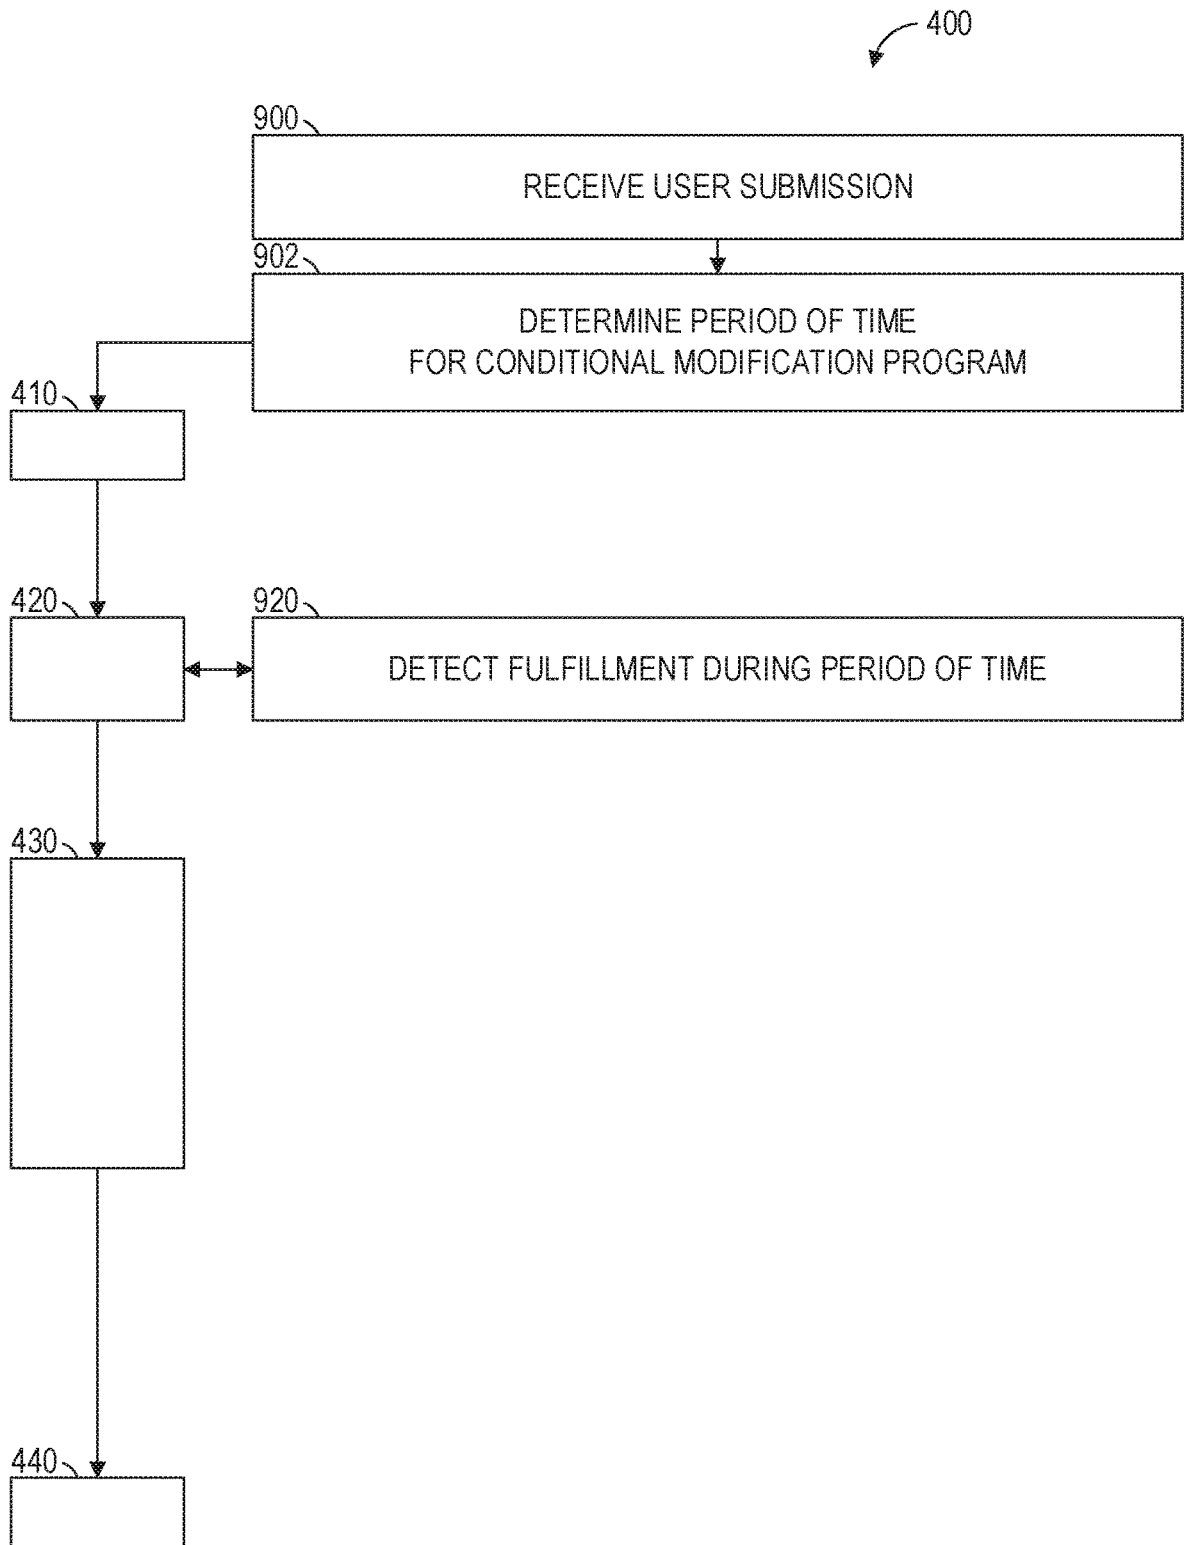 400
900
RECEIVE USER SUBMISSION
902
DETERMINE PERIOD OF TIME
FOR CONDITIONAL MODIFICATION PROGRAM
410
420
920
DETECT FULFILLMENT DURING PERIOD OF TIME
430
440